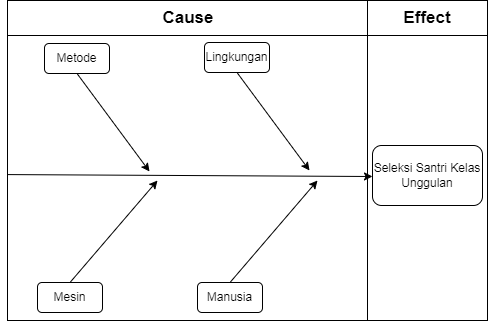 Cause
Effect
Metode
Lingkungan
Seleksi Santri Kelas
Unggulan
Mesin
Manusia